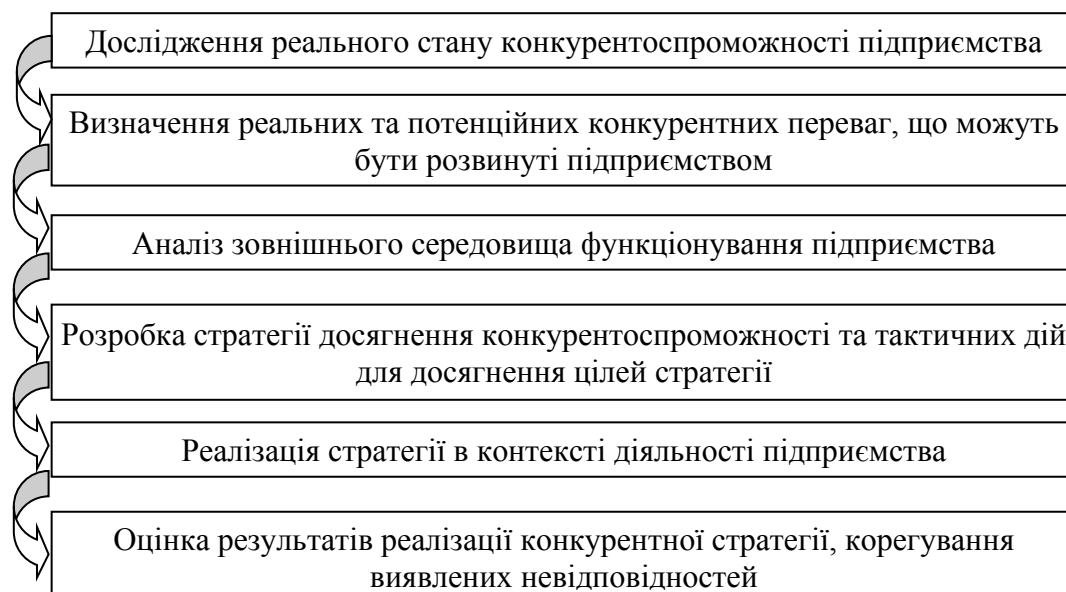 Дослідження реального стану конкурентоспроможності підприємства
Визначення реальних та потенційних конкурентних переваг, що можуть
бути розвинуті підприємством
Аналіз зовнішнього середовища функціонування підприємства
Розробка стратегії досягнення конкурентоспроможності та тактичних дій
для досягнення цілей стратегії
Реалізація стратегії в контексті діяльності підприємства
Оцінка результатів реалізації конкурентної стратегії, корегування
виявлених невідповідностей